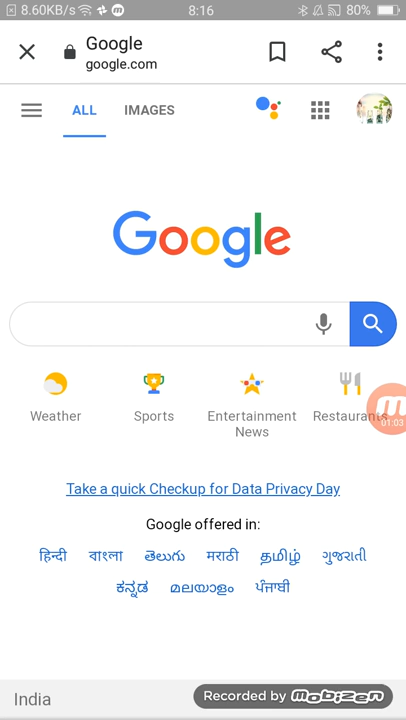 8.60KB/s 8:16 80%
Google
google.com
ALL IMAGES
Google
Weather Sports Entertainment News Restaurants
01:03
Take a quick Checkup for Data Privacy Day
Google offered in:
हिन्दी বাংলা తెలుగు मराठी தமிழ் ગુજરાતી
ಕನ್ನಡ മലയാളം ਪੰਜਾਬੀ
India
Recorded by mobizen